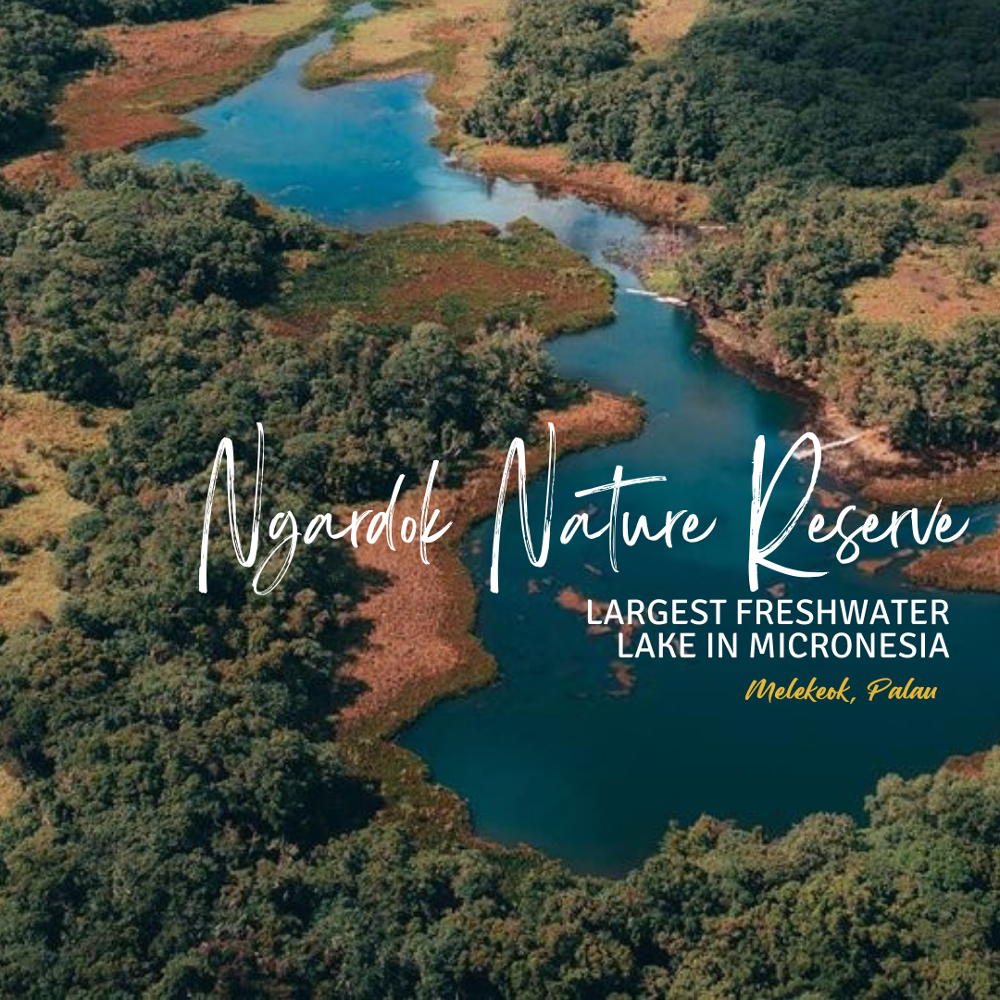 Ngardok Nature Reserve
LARGEST FRESHWATER
LAKE IN MICRONESIA
Melekeok, Palau